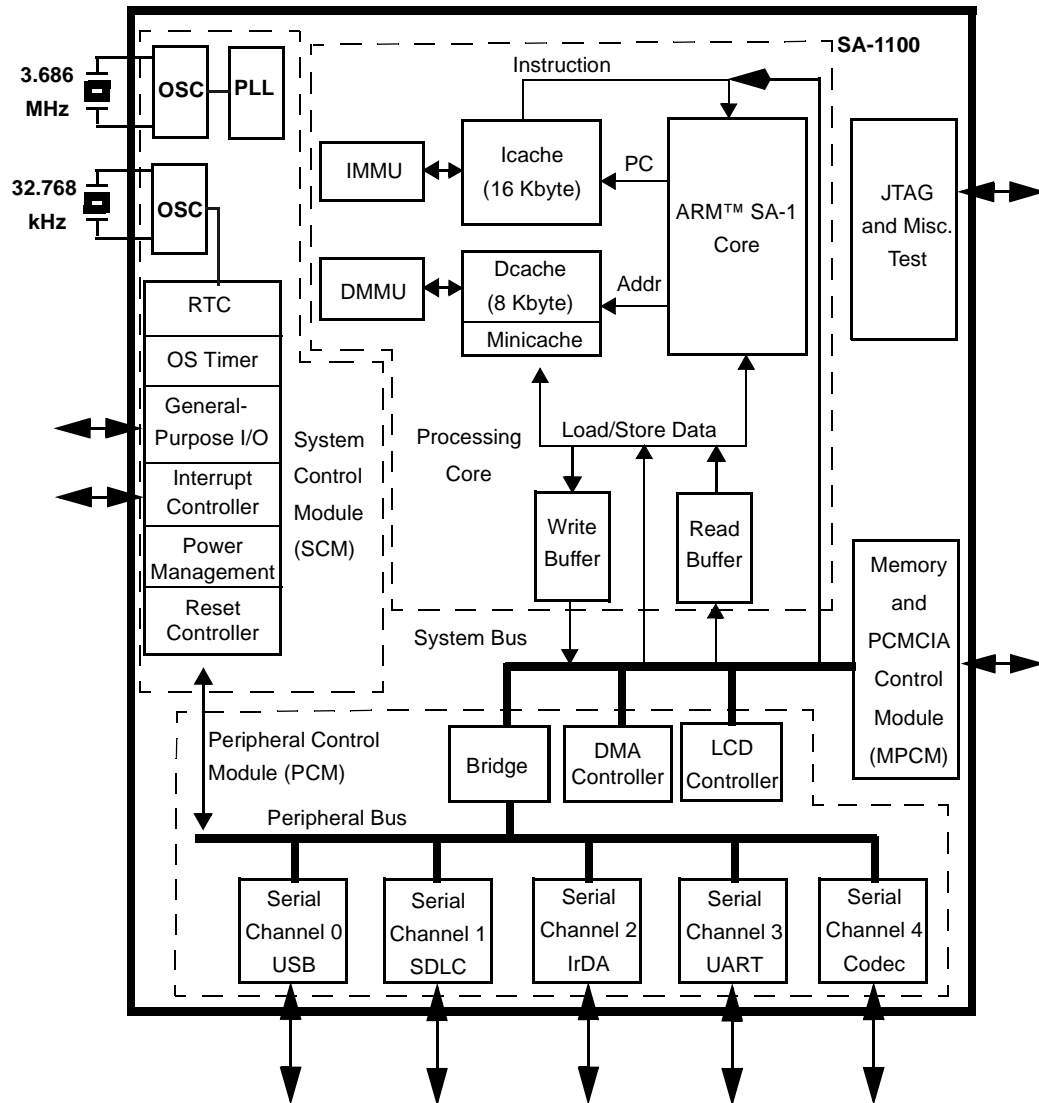 SA-1100
3.686
MHz
OSC
PLL
32.768
kHz
OSC
RTC
OS Timer
General-
Purpose I/O
Interrupt
Controller
Power
Management
Reset
Controller
System
Control
Module
(SCM)
Instruction
IMMU
Icache
(16 Kbyte)
PC
ARM™ SA-1
Core
DMMU
Dcache
(8 Kbyte)
Minicache
Addr
JTAG
and Misc.
Test
Processing
Core
Load/Store Data
Write
Buffer
Read
Buffer
System Bus
Memory
and
PCMCIA
Control
Module
(MPCM)
Peripheral Control
Module (PCM)
Bridge
DMA
Controller
LCD
Controller
Peripheral Bus
Serial
Channel 0
USB
Serial
Channel 1
SDLC
Serial
Channel 2
IrDA
Serial
Channel 3
UART
Serial
Channel 4
Codec